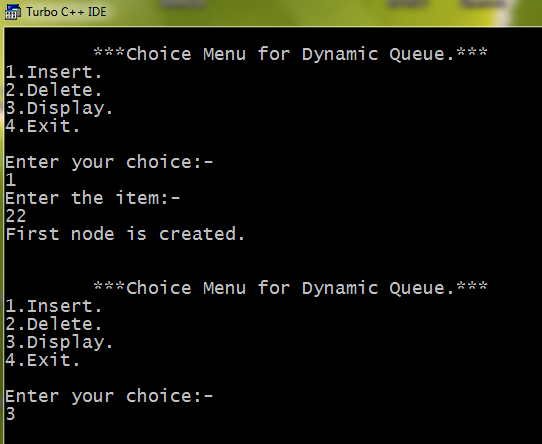 Turbo C++ IDE
***Choice Menu for Dynamic Queue.***
1.Insert.
2.Delete.
3.Display.
4.Exit.
Enter your choice:-
1
Enter the item:-
22
First node is created.
***Choice Menu for Dynamic Queue.***
1.Insert.
2.Delete.
3.Display.
4.Exit.
Enter your choice:-
3